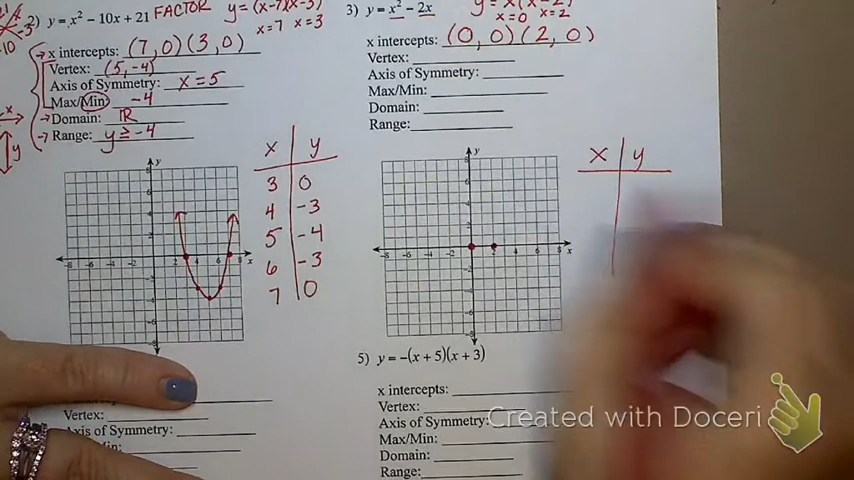 2) y = x² − 10x + 21 FACTOR y = (x-7)(x-3)
x=7 x=3
x intercepts: (7, 0) (3, 0)
Vertex: (5, -4)
Axis of Symmetry: x = 5
Max/Min: -4
Domain: ℝ
Range: y ≥ -4
x y
3 0
4 -3
5 -4
6 -3
7 0
3) y = x² − 2x y = x(x-2)
x=0 x=2
x intercepts: (0, 0) (2, 0)
Vertex:
Axis of Symmetry:
Max/Min:
Domain:
Range:
x y
Vertex:
Axis of Symmetry:
5) y = −(x + 5)(x + 3)
x intercepts:
Vertex:
Axis of Symmetry:
Max/Min:
Domain:
Range:
Created with Doceri